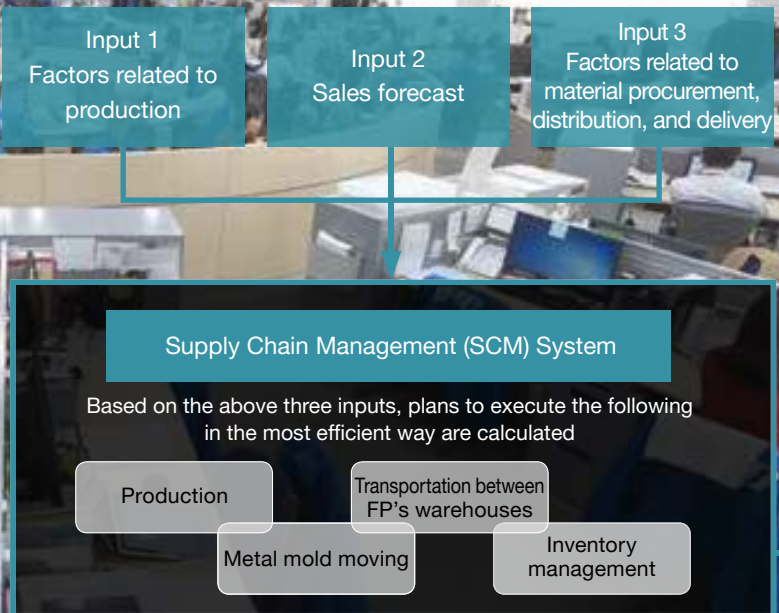 Input 1
Factors related to
production
Input 2
Sales forecast
Input 3
Factors related to
material procurement,
distribution, and delivery
Supply Chain Management (SCM) System
Based on the above three inputs, plans to execute the following
in the most efficient way are calculated
Production
Transportation between
FP's warehouses
Metal mold moving
Inventory
management